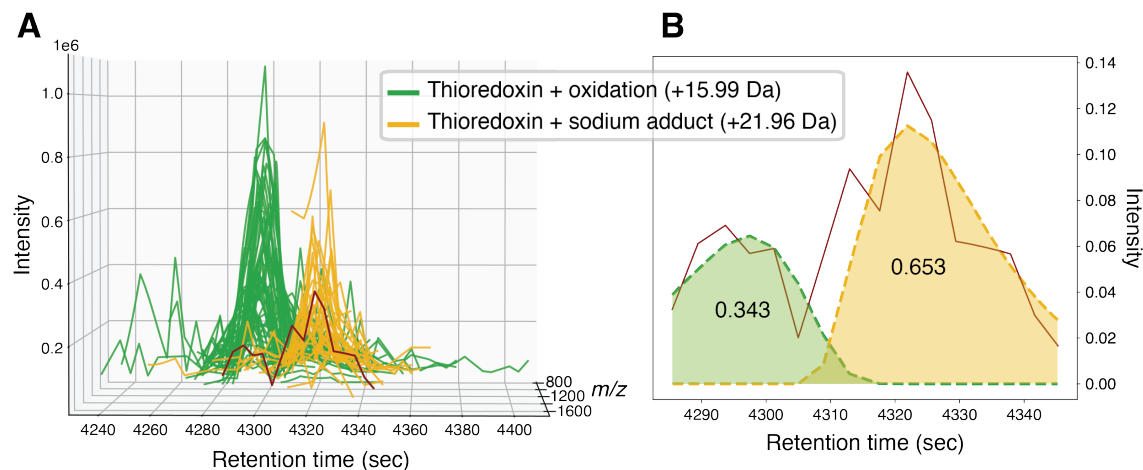 A
B
1e6
Thioredoxin + oxidation (+15.99 Da)
Thioredoxin + sodium adduct (+21.96 Da)
Intensity
1.0
0.8
0.6
0.4
0.2
4240 4260 4280 4300 4320 4340 4360 4380 4400
Retention time (sec)
800
1200
1600
m/z
0.343
0.653
0.14
0.12
0.10
0.08
0.06
0.04
0.02
0.00
Intensity
4290 4300 4310 4320 4330 4340
Retention time (sec)